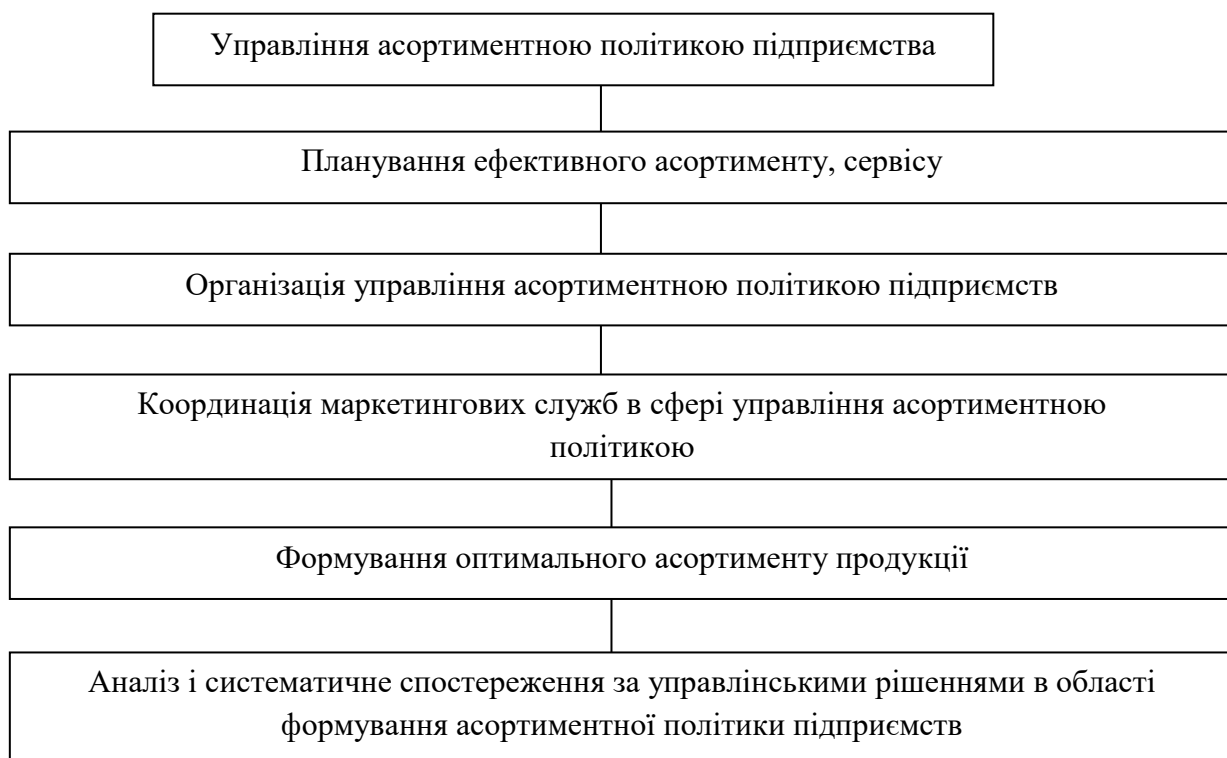 Управління асортиментною політикою підприємства
Планування ефективного асортименту, сервісу
Організація управління асортиментною політикою підприємств
Координація маркетингових служб в сфері управління асортиментною
політикою
Формування оптимального асортименту продукції
Аналіз і систематичне спостереження за управлінськими рішеннями в області
формування асортиментної політики підприємств